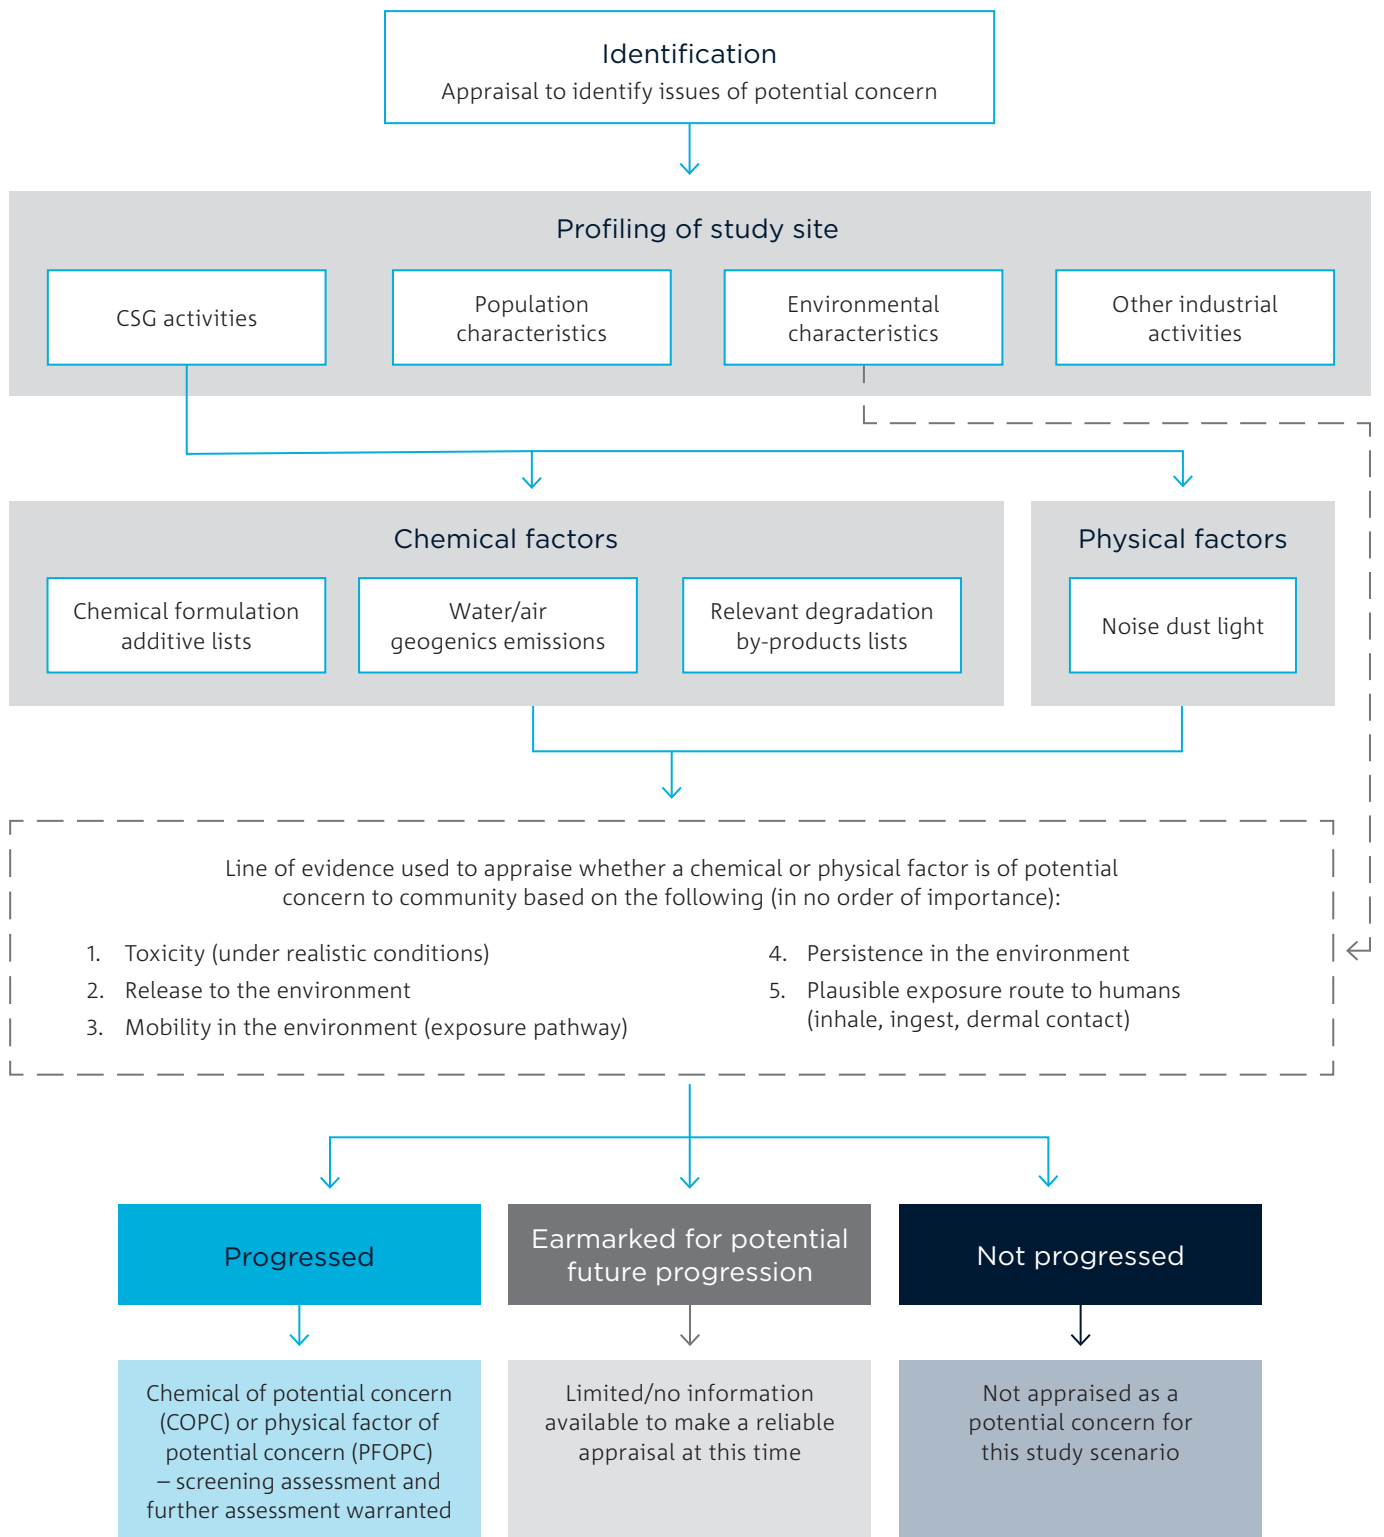 Identification
Appraisal to identify issues of potential concern
Profiling of study site
CSG activities
Population
characteristics
Environmental
characteristics
Other industrial
activities
Chemical factors
Chemical formulation
additive lists
Water/air
geogenics emissions
Relevant degradation
by-products lists
Physical factors
Noise dust light
Line of evidence used to appraise whether a chemical or physical factor is of potential
concern to community based on the following (in no order of importance):
1. Toxicity (under realistic conditions)
2. Release to the environment
3. Mobility in the environment (exposure pathway)
4. Persistence in the environment
5. Plausible exposure route to humans
(inhale, ingest, dermal contact)
Progressed
Chemical of potential concern
(COPC) or physical factor of
potential concern (PFOPC)
– screening assessment and
further assessment warranted
Earmarked for potential
future progression
Limited/no information
available to make a reliable
appraisal at this time
Not progressed
Not appraised as a
potential concern for
this study scenario